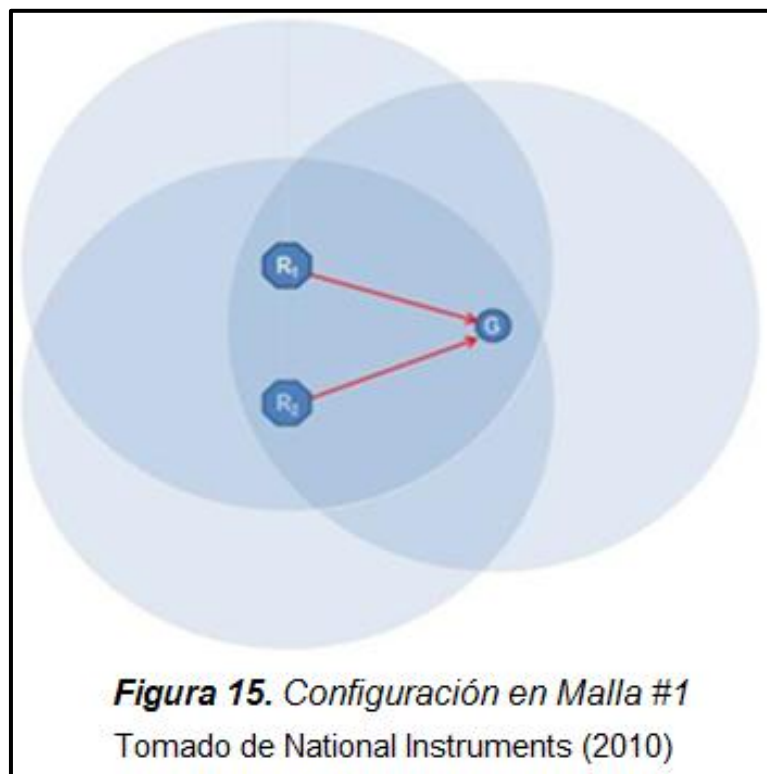 R₁
G
R₂
Figura 15. Configuración en Malla #1
Tomado de National Instruments (2010)